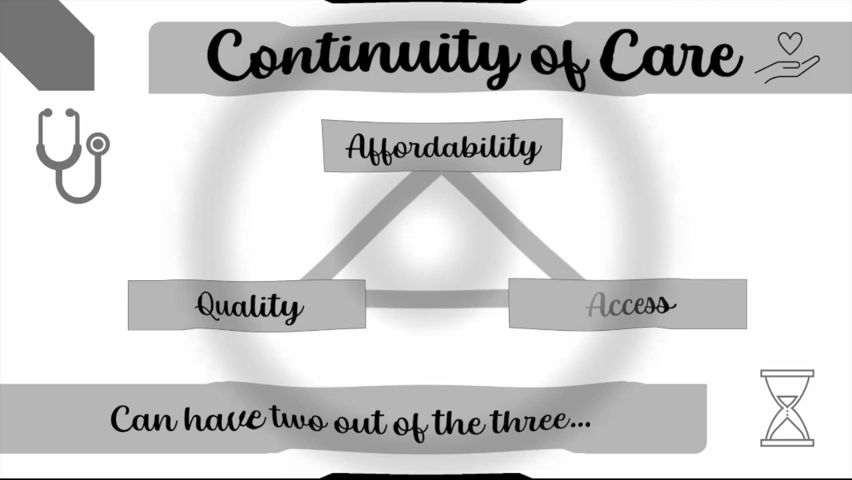 Continuity of Care
Affordability
Quality
Access
Can have two out of the three...